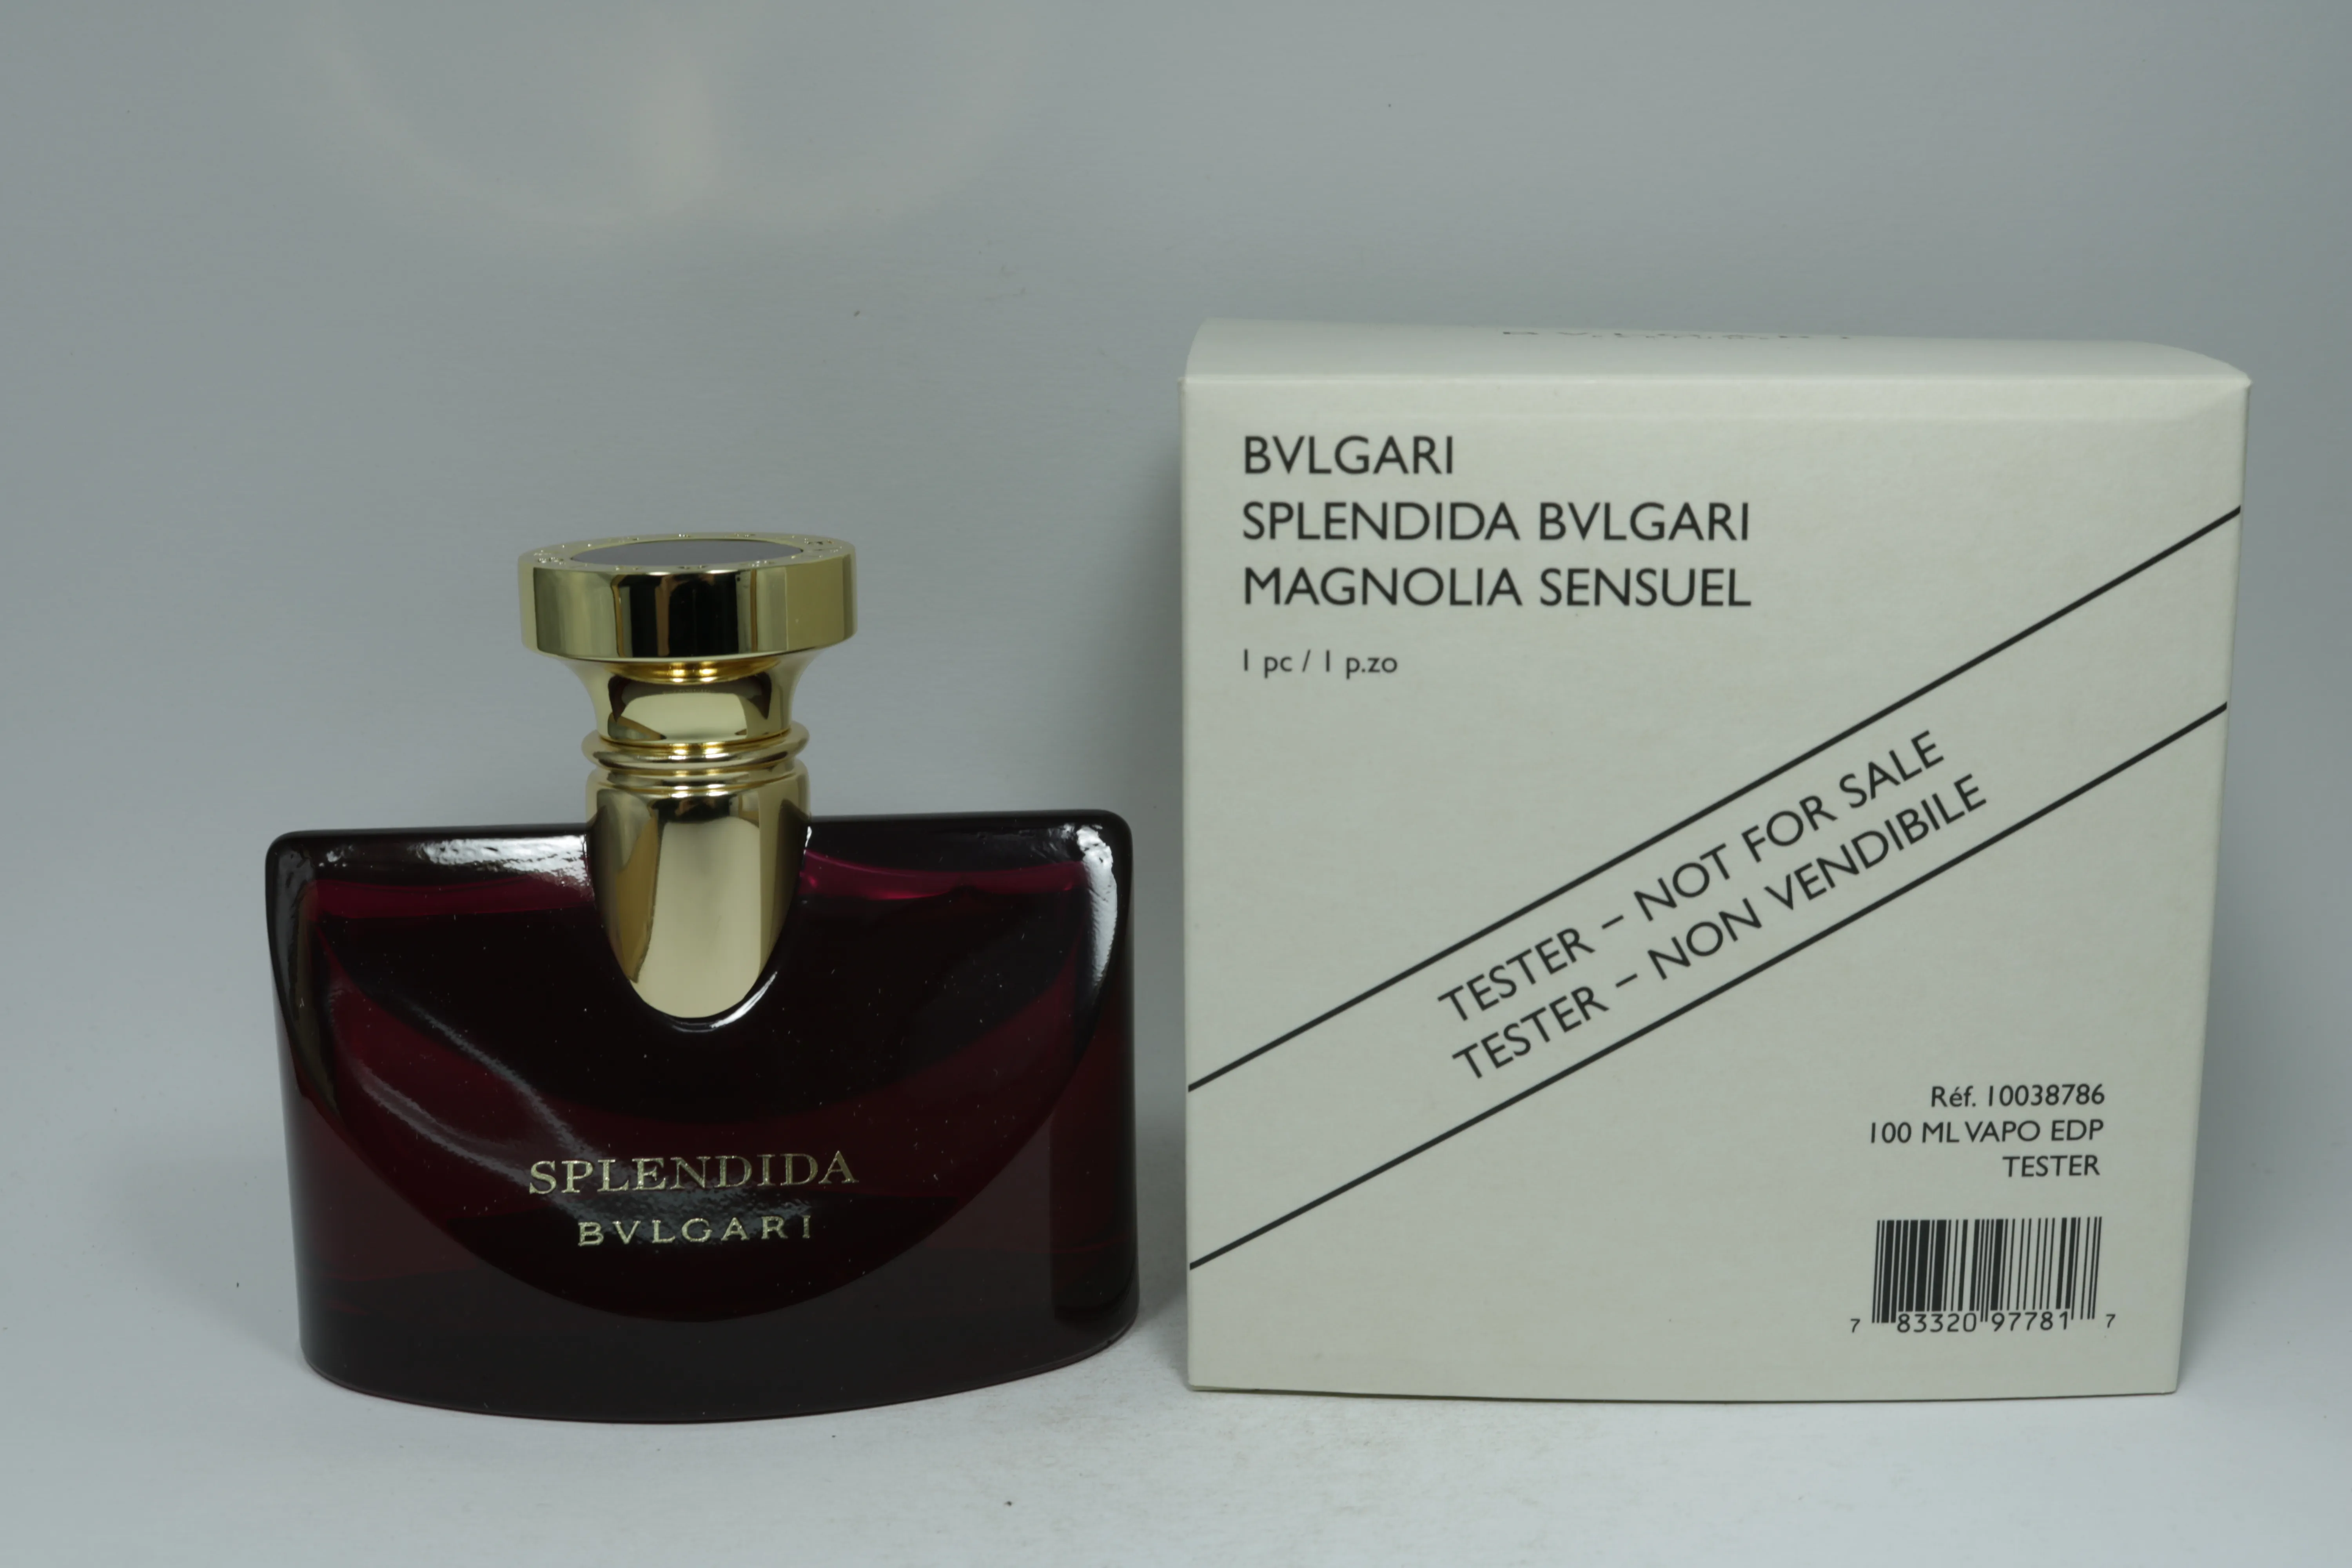 SPLENDIDA
BVLGARI
BVLGARI
SPLENDIDA BVLGARI
MAGNOLIA SENSUEL
1 pc / 1 p.zo
TESTER – NOT FOR SALE
TESTER – NON VENDIBILE
Réf. 10038786
100 ML VAPO EDP
TESTER
7 83320 97781 7